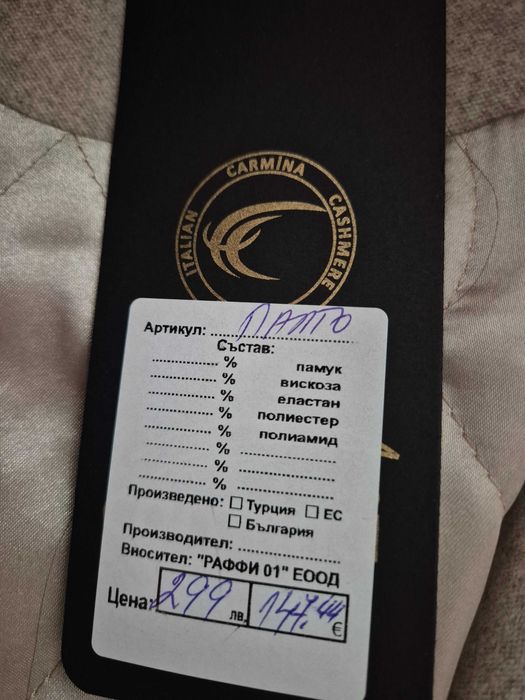 CARMINA
ITALIAN CASHMERE
Артикул: ПАЛТО
Състав:
% памук
% вискоза
% еластан
% полиестер
% полиамид
%
%
%
Произведено: ☐ Турция ☐ ЕС
☐ България
Производител:
Вносител: "РАФФИ 01" ЕООД
Цена: 299 лв. 147.44 €